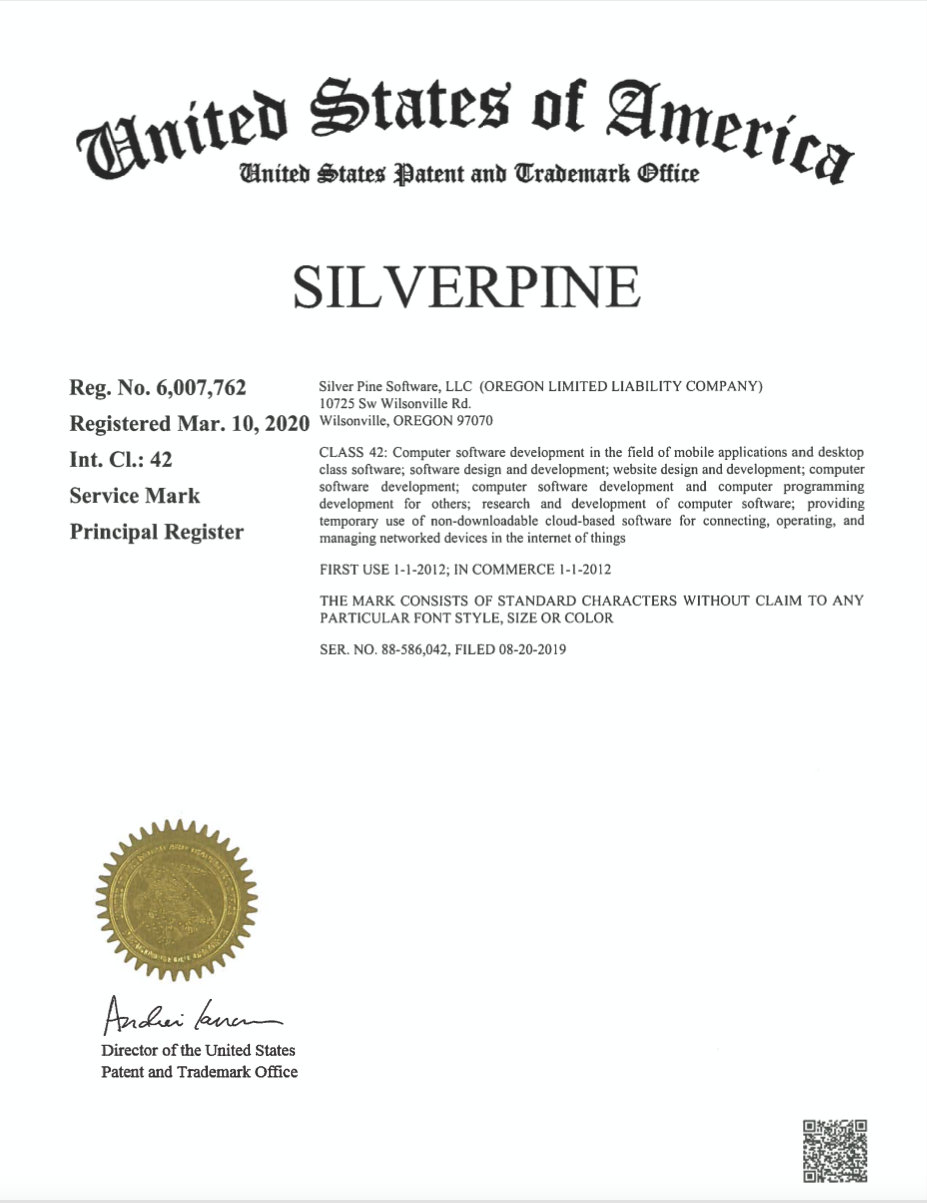 United States of America
United States Patent and Trademark Office
SILVERPINE
Reg. No. 6,007,762
Registered Mar. 10, 2020
Int. Cl.: 42
Service Mark
Principal Register
Silver Pine Software, LLC (OREGON LIMITED LIABILITY COMPANY)
10725 Sw Wilsonville Rd.
Wilsonville, OREGON 97070
CLASS 42: Computer software development in the field of mobile applications and desktop
class software; software design and development; website design and development; computer
software development; computer software development and computer programming
development for others; research and development of computer software; providing
temporary use of non-downloadable cloud-based software for connecting, operating, and
managing networked devices in the internet of things
FIRST USE 1-1-2012; IN COMMERCE 1-1-2012
THE MARK CONSISTS OF STANDARD CHARACTERS WITHOUT CLAIM TO ANY
PARTICULAR FONT STYLE, SIZE OR COLOR
SER. NO. 88-586,042, FILED 08-20-2019
Director of the United States
Patent and Trademark Office